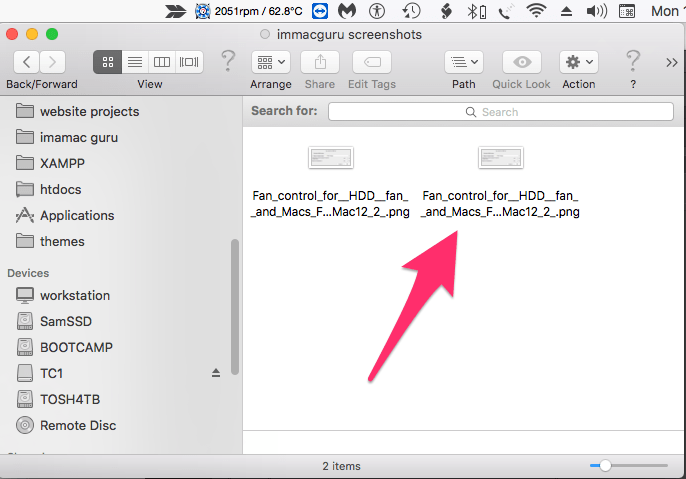 2051rpm / 62.8°C Mon 1
immacguru screenshots
Back/Forward View Arrange Share Edit Tags Path Quick Look Action ?
website projects
imamac guru
XAMPP
htdocs
Applications
themes
Devices
workstation
SamSSD
BOOTCAMP
TC1
TOSH4TB
Remote Disc
Search for: Search
Fan_control_for__HDD__fan_
_and_Macs_F...Mac12_2_.png
Fan_control_for__HDD__fan_
_and_Macs_F...Mac12_2_.png
2 items